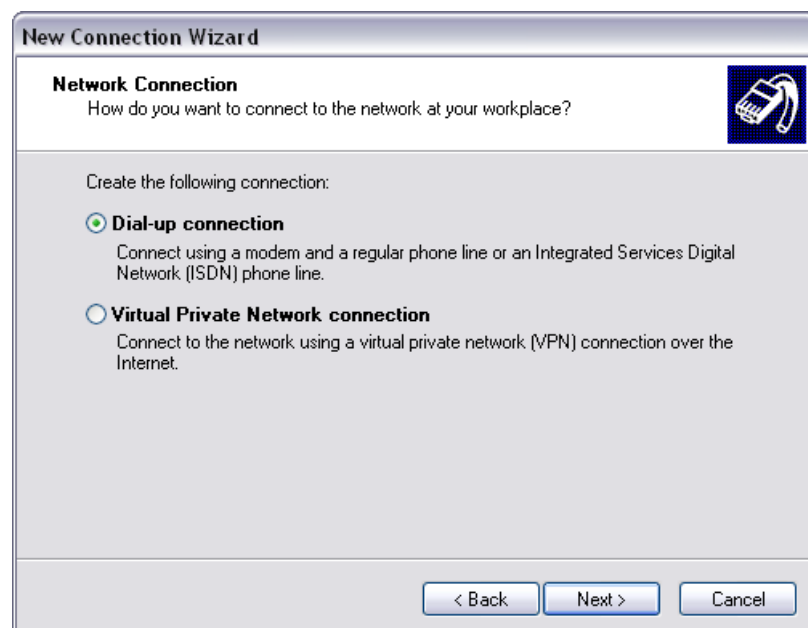 New Connection Wizard
Network Connection
How do you want to connect to the network at your workplace?
Create the following connection:
Dial-up connection
Connect using a modem and a regular phone line or an Integrated Services Digital
Network (ISDN) phone line.
Virtual Private Network connection
Connect to the network using a virtual private network (VPN) connection over the
Internet.
< Back Next > Cancel